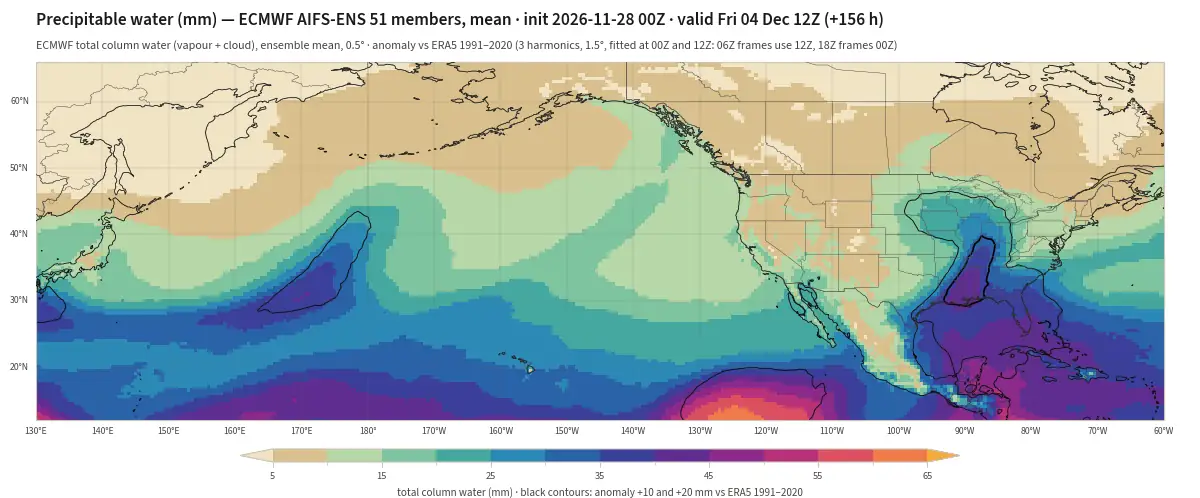 Precipitable water (mm) — ECMWF AIFS-ENS 51 members, mean · init 2026-11-28 00Z · valid Fri 04 Dec 12Z (+156 h)
ECMWF total column water (vapour + cloud), ensemble mean, 0.5° · anomaly vs ERA5 1991–2020 (3 harmonics, 1.5°, fitted at 00Z and 12Z: 06Z frames use 12Z, 18Z frames 00Z)
60°N
50°N
40°N
30°N
20°N
130°E 140°E 150°E 160°E 170°E 180° 170°W 160°W 150°W 140°W 130°W 120°W 110°W 100°W 90°W 80°W 70°W 60°W
5 15 25 35 45 55 65
total column water (mm) · black contours: anomaly +10 and +20 mm vs ERA5 1991–2020